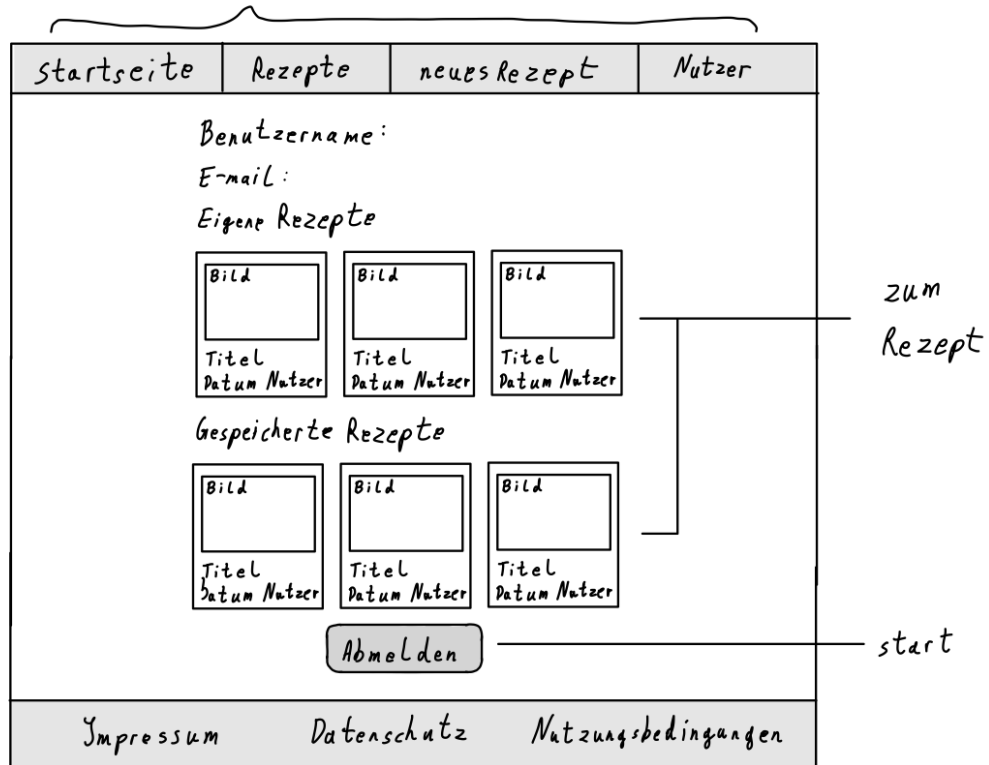 Startseite Rezepte neues Rezept Nutzer
Benutzername:
E-mail:
Eigene Rezepte
Bild Bild Bild
Titel Titel Titel
Datum Nutzer Datum Nutzer Datum Nutzer
zum
Rezept
Gespeicherte Rezepte
Bild Bild Bild
Titel Titel Titel
Datum Nutzer Datum Nutzer Datum Nutzer
Abmelden
start
Impressum Datenschutz Nutzungsbedingungen